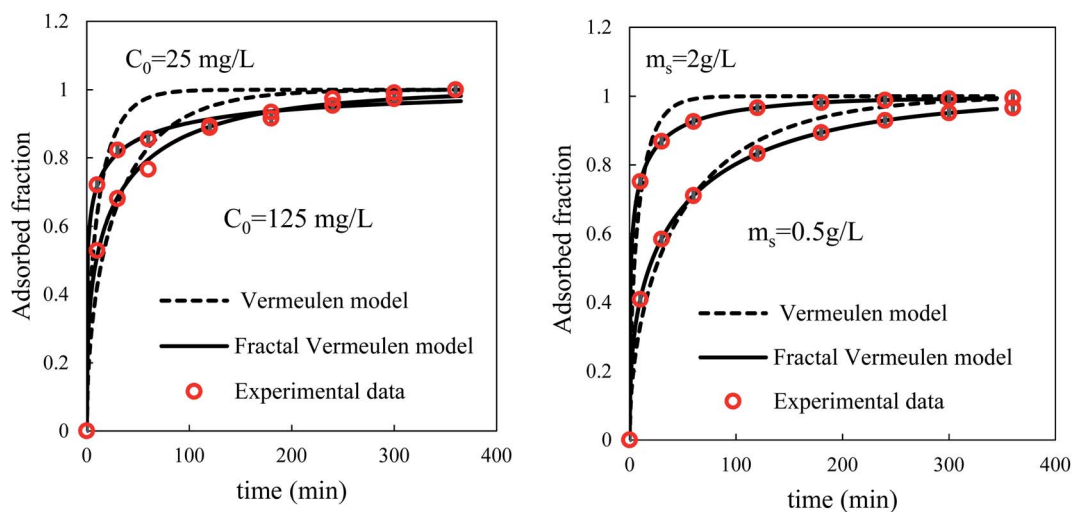 1.2
1
0.8
0.6
0.4
0.2
0
0
100
200
300
400
Adsorbed fraction
time (min)
C₀=25 mg/L
C₀=125 mg/L
Vermeulen model
Fractal Vermeulen model
Experimental data
1.2
1
0.8
0.6
0.4
0.2
0
0
100
200
300
400
Adsorbed fraction
time (min)
mₛ=2g/L
mₛ=0.5g/L
Vermeulen model
Fractal Vermeulen model
Experimental data